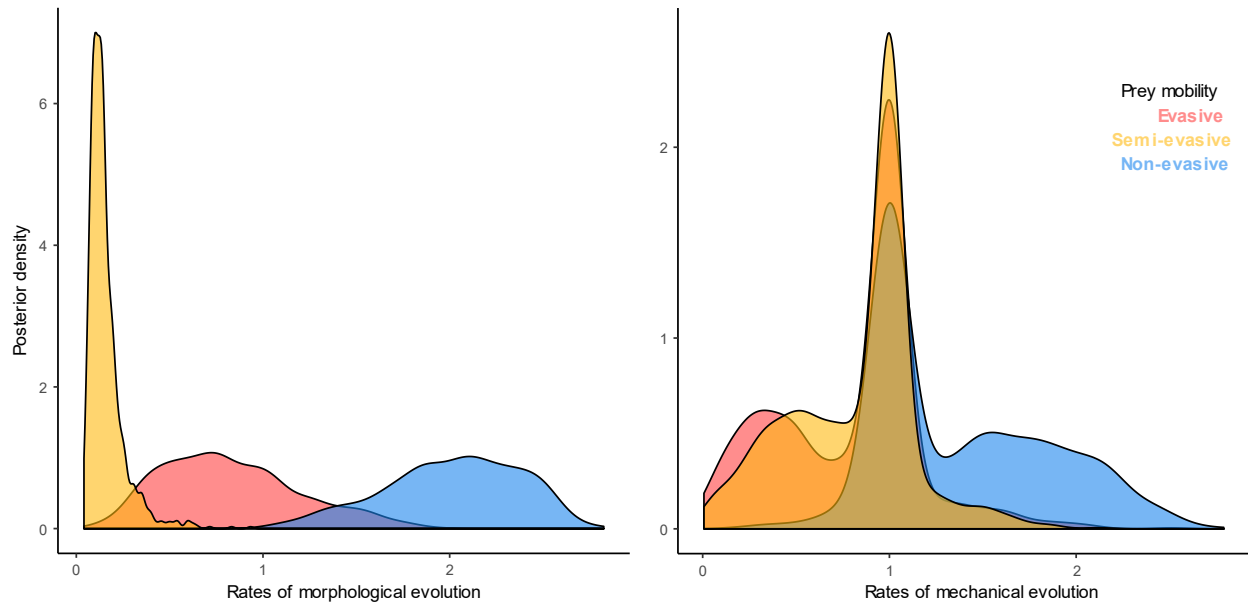 Posterior density
6
4
2
0
0
1
2
Rates of morphological evolution
2
1
0
0
1
2
Rates of mechanical evolution
Prey mobility
Evasive
Semi-evasive
Non-evasive